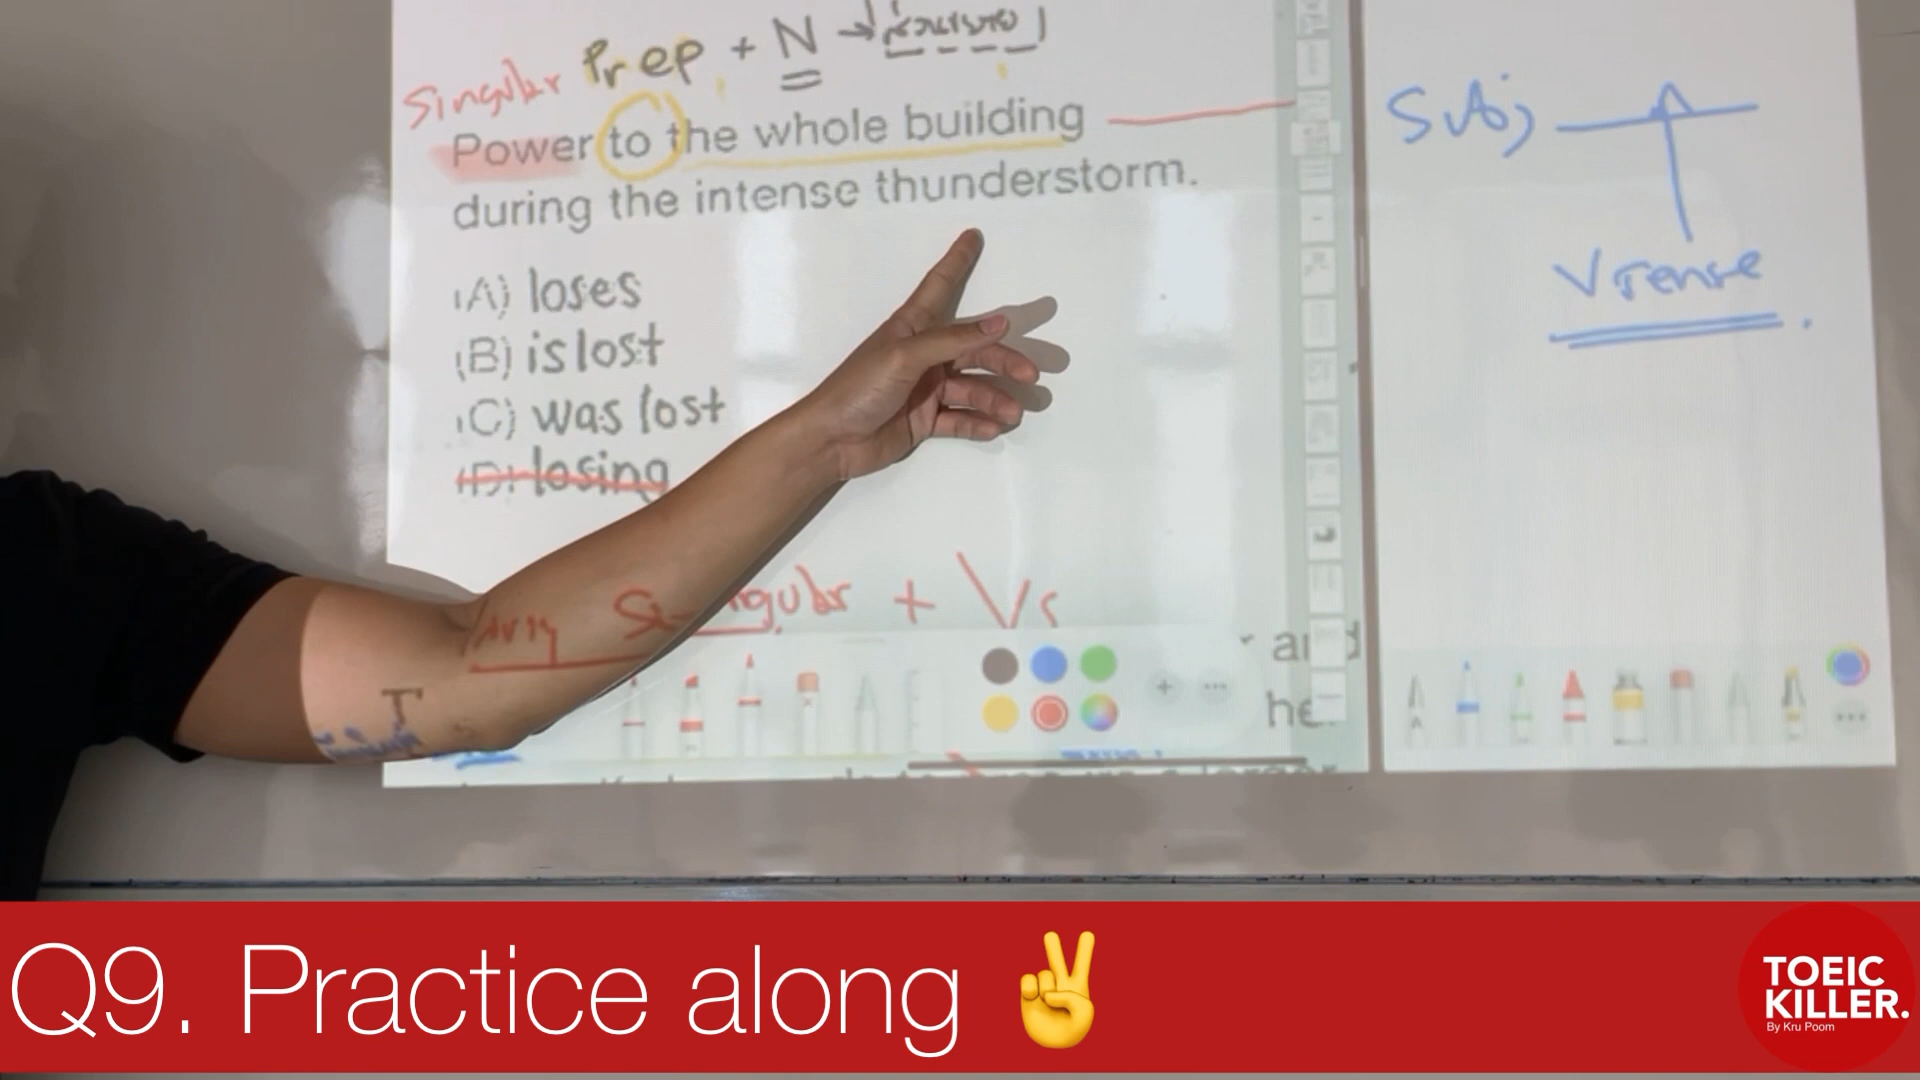 Prep + N →
Singular
Power to the whole building
during the intense thunderstorm.
(A) loses
(B) is lost
(C) was lost
(D) losing
Singular + Vs
Subj
V tense
Q9. Practice along ✌️
TOEIC
KILLER.
By Kru Poom